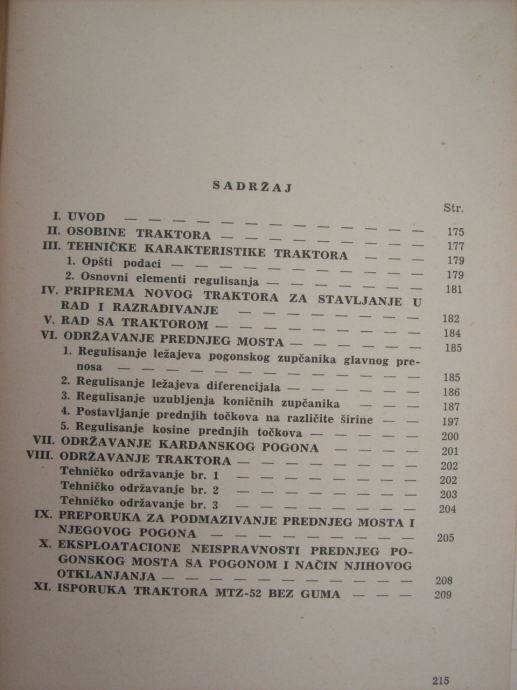 SADRŽAJ
Str.
I. UVOD — — — — — — — — — — — 175
II. OSOBINE TRAKTORA — — — — — — — — 177
III. TEHNIČKE KARAKTERISTIKE TRAKTORA — — — 179
1. Opšti podaci — — — — — — — — — — 179
2. Osnovni elementi regulisanja — — — — — — 181
IV. PRIPREMA NOVOG TRAKTORA ZA STAVLJANJE U
RAD I RAZRAĐIVANJE — — — — — — — — 182
V. RAD SA TRAKTOROM — — — — — — — — 184
VI. ODRŽAVANJE PREDNJEG MOSTA — — — — — 185
1. Regulisanje ležajeva pogonskog zupčanika glavnog pre-
nosa — — — — — — — — — — — — 185
2. Regulisanje ležajeva diferencijala — — — — — 186
3. Regulisanje uzubljenja koničnih zupčanika — — — 187
4. Postavljanje prednjih točkova na različite širine — — 197
5. Regulisanje kosine prednjih točkova — — — — — 200
VII. ODRŽAVANJE KARDANSKOG POGONA — — — — 201
VIII. ODRŽAVANJE TRAKTORA — — — — — — — 202
Tehničko održavanje br. 1 — — — — — — — 202
Tehničko održavanje br. 2 — — — — — — — 203
Tehničko održavanje br. 3 — — — — — — — 204
IX. PREPORUKA ZA PODMAZIVANJE PREDNJEG MOSTA I
NJEGOVOG POGONA — — — — — — — — 205
X. EKSPLOATACIONE NEISPRAVNOSTI PREDNJEG PO-
GONSKOG MOSTA SA POGONOM I NAČIN NJIHOVOG
OTKLANJANJA — — — — — — — — — — 208
XI. ISPORUKA TRAKTORA MTZ-52 BEZ GUMA — — — 209
215